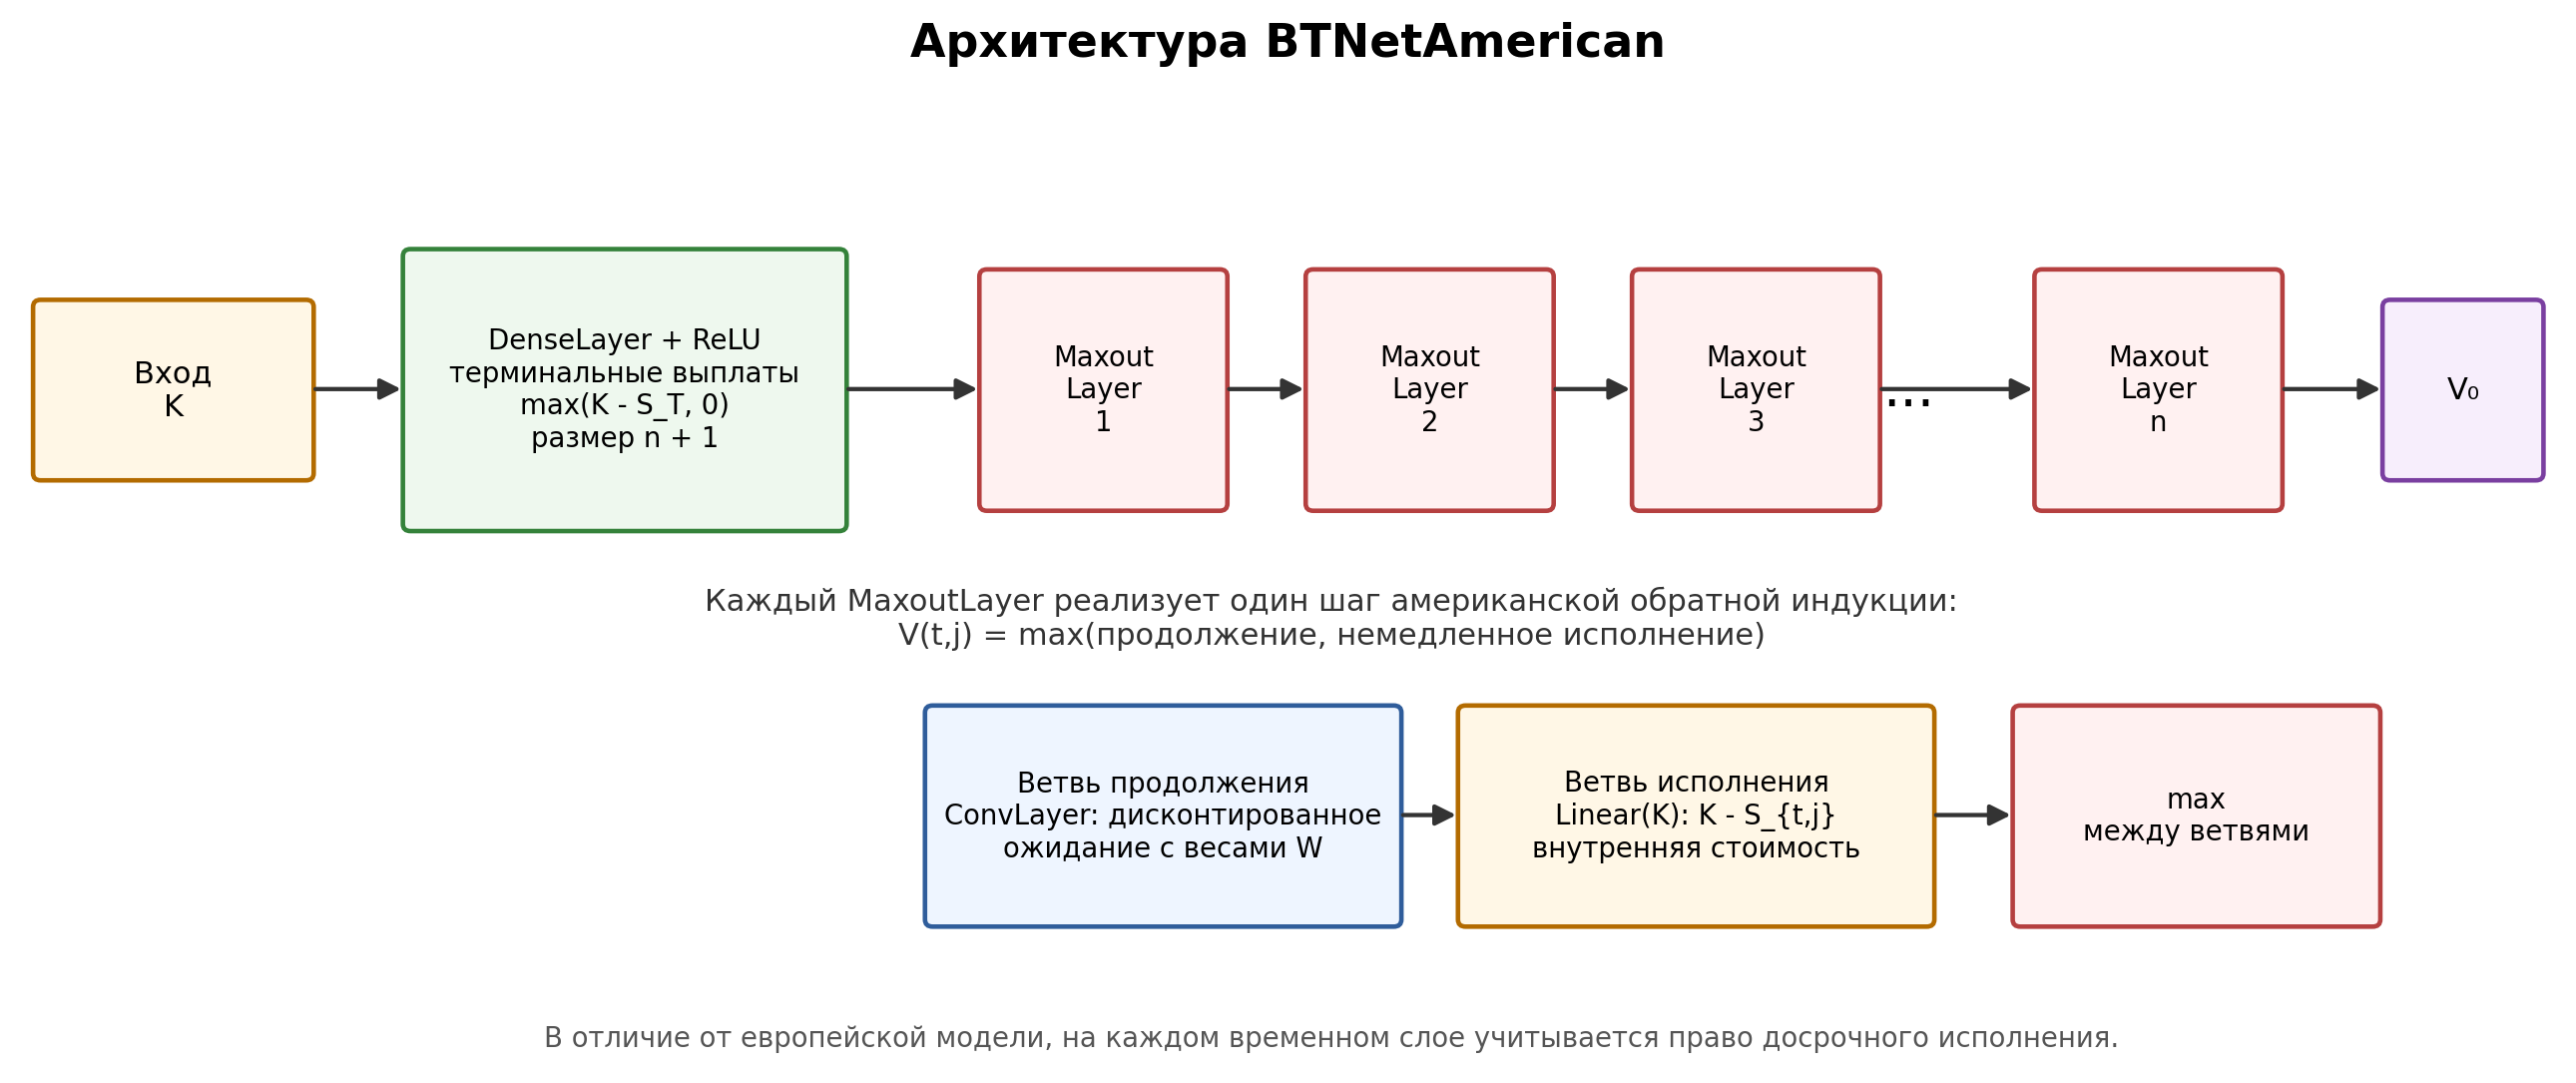 Архитектура BTNetAmerican
Вход
K
DenseLayer + ReLU
терминальные выплаты
max(K - S_T, 0)
размер n + 1
Maxout
Layer
1
Maxout
Layer
2
Maxout
Layer
3
...
Maxout
Layer
n
V₀
Каждый MaxoutLayer реализует один шаг американской обратной индукции:
V(t,j) = max(продолжение, немедленное исполнение)
Ветвь продолжения
ConvLayer: дисконтированное
ожидание с весами W
Ветвь исполнения
Linear(K): K - S_{t,j}
внутренняя стоимость
max
между ветвями
В отличие от европейской модели, на каждом временном слое учитывается право досрочного исполнения.